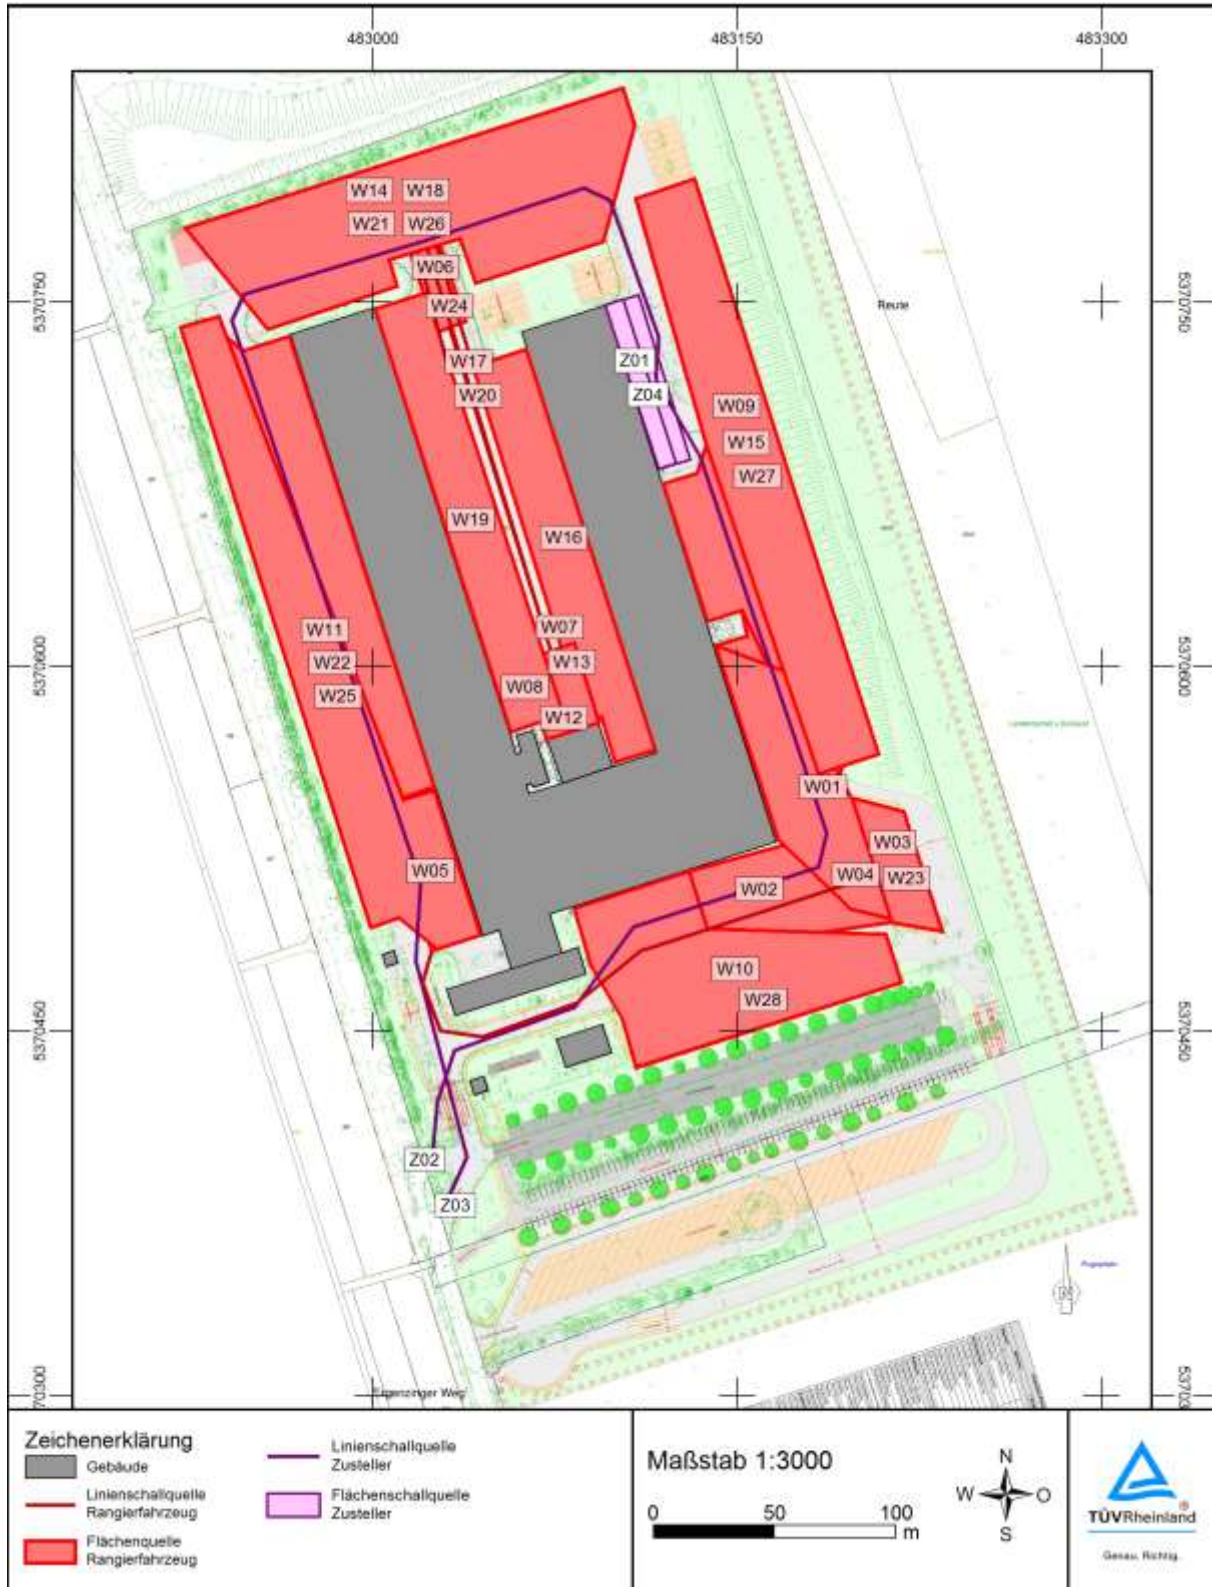 483000
483150
483300
W14
W18
W21
W26
W06
5370750
5370750
W24
Reute
W17
Z01
W20
Z04
W09
W15
W27
W19
W16
W11
W07
5370600
5370600
W22
W13
W25
W08
W12
W01
W03
W05
W04
W23
W02
W10
W28
5370450
5370450
Z02
Z03
Zeichenerklärung
Gebäude
Linienschallquelle
Rangierfahrzeug
Flächenquelle
Rangierfahrzeug
Linienschallquelle
Zusteller
Flächenschallquelle
Zusteller
Maßstab 1:3000
0 50 100
m
N
W O
S
TÜVRheinland
®
Genau. Richtig.